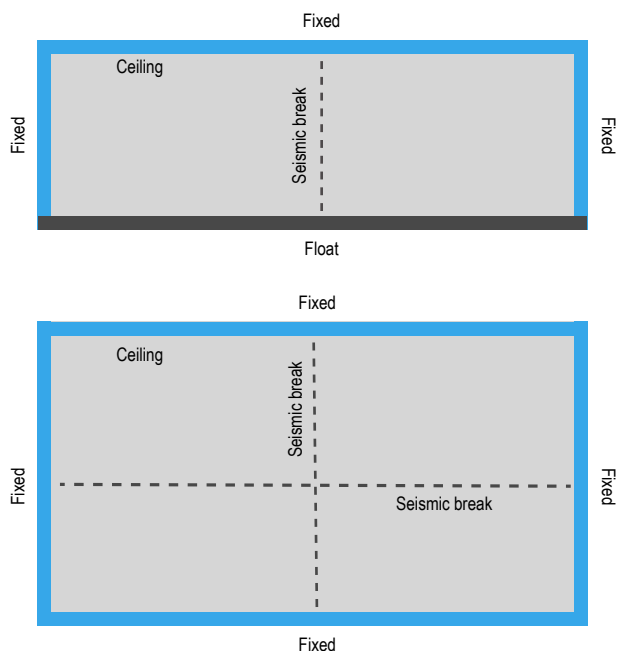 Fixed
Ceiling
Seismic break
Fixed
Fixed
Float
Fixed
Ceiling
Seismic break
Fixed
Fixed
Seismic break
Fixed